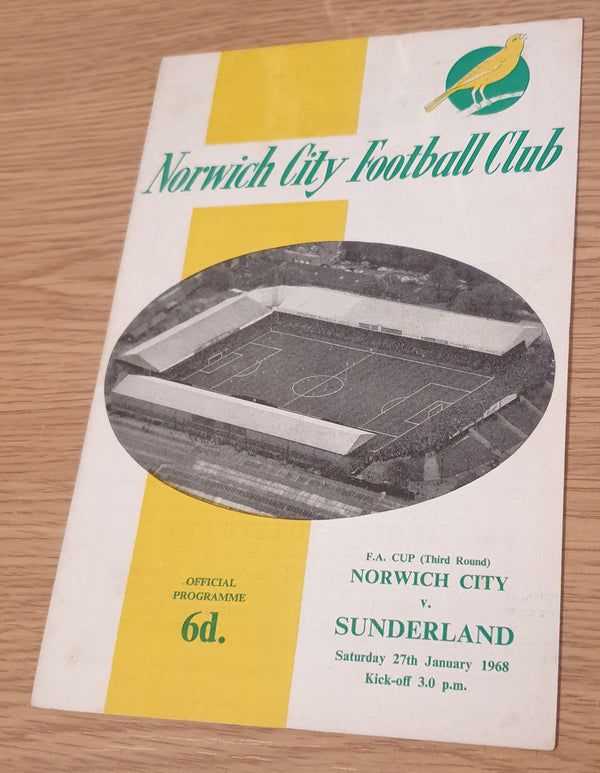 Norwich City Football Club
F.A. CUP (Third Round)
NORWICH CITY
v.
SUNDERLAND
Saturday 27th January 1968
Kick-off 3.0 p.m.
OFFICIAL
PROGRAMME
6d.